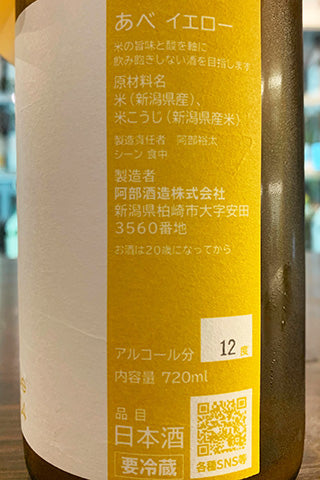 あべ イエロー
米の旨味と酸を軸に
飲み飽きしない酒を目指します
原材料名
米（新潟県産）、
米こうじ（新潟県産米）
製造責任者　阿部裕太
シーン 食中
製造者
阿部酒造株式会社
新潟県柏崎市大字安田
3560番地
お酒は20歳になってから
アルコール分 12度
内容量 720ml
品目
日本酒
要冷蔵
各種SNS等